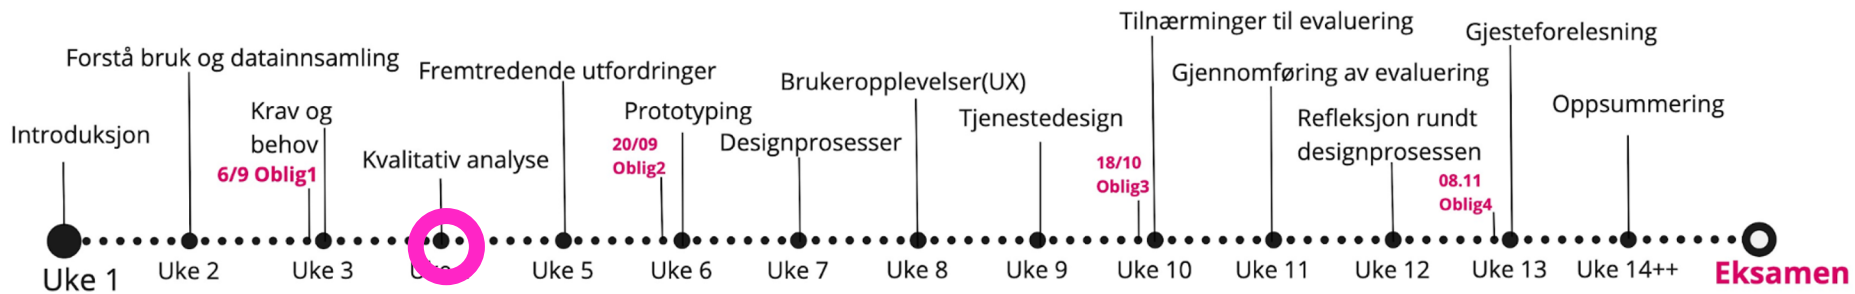 Introduksjon
Forstå bruk og datainnsamling
Krav og
behov
6/9 Oblig1
Kvalitativ analyse
Fremtredende utfordringer
Prototyping
20/09
Oblig2
Designprosesser
Brukeropplevelser(UX)
Tjenestedesign
18/10
Oblig3
Tilnærminger til evaluering
Gjennomføring av evaluering
Refleksjon rundt
designprosessen
08.11
Oblig4
Gjesteforelesning
Oppsummering
Uke 1
Uke 2
Uke 3
Uke
Uke 5
Uke 6
Uke 7
Uke 8
Uke 9
Uke 10
Uke 11
Uke 12
Uke 13
Uke 14++
Eksamen